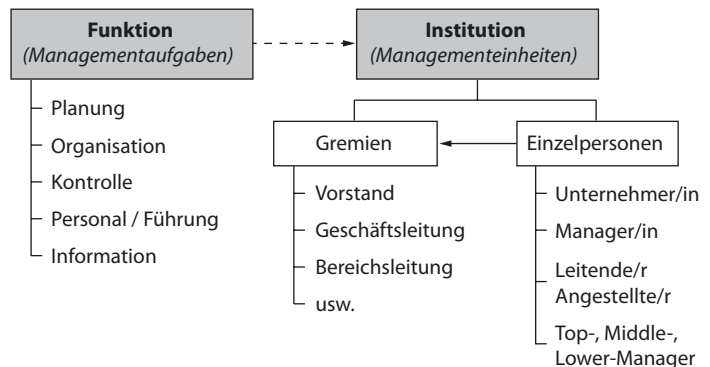 Funktion
(Managementaufgaben)
Planung
Organisation
Kontrolle
Personal / Führung
Information
Institution
(Managementeinheiten)
Gremien
Vorstand
Geschäftsleitung
Bereichsleitung
usw.
Einzelpersonen
Unternehmer/in
Manager/in
Leitende/r
Angestellte/r
Top-, Middle-,
Lower-Manager